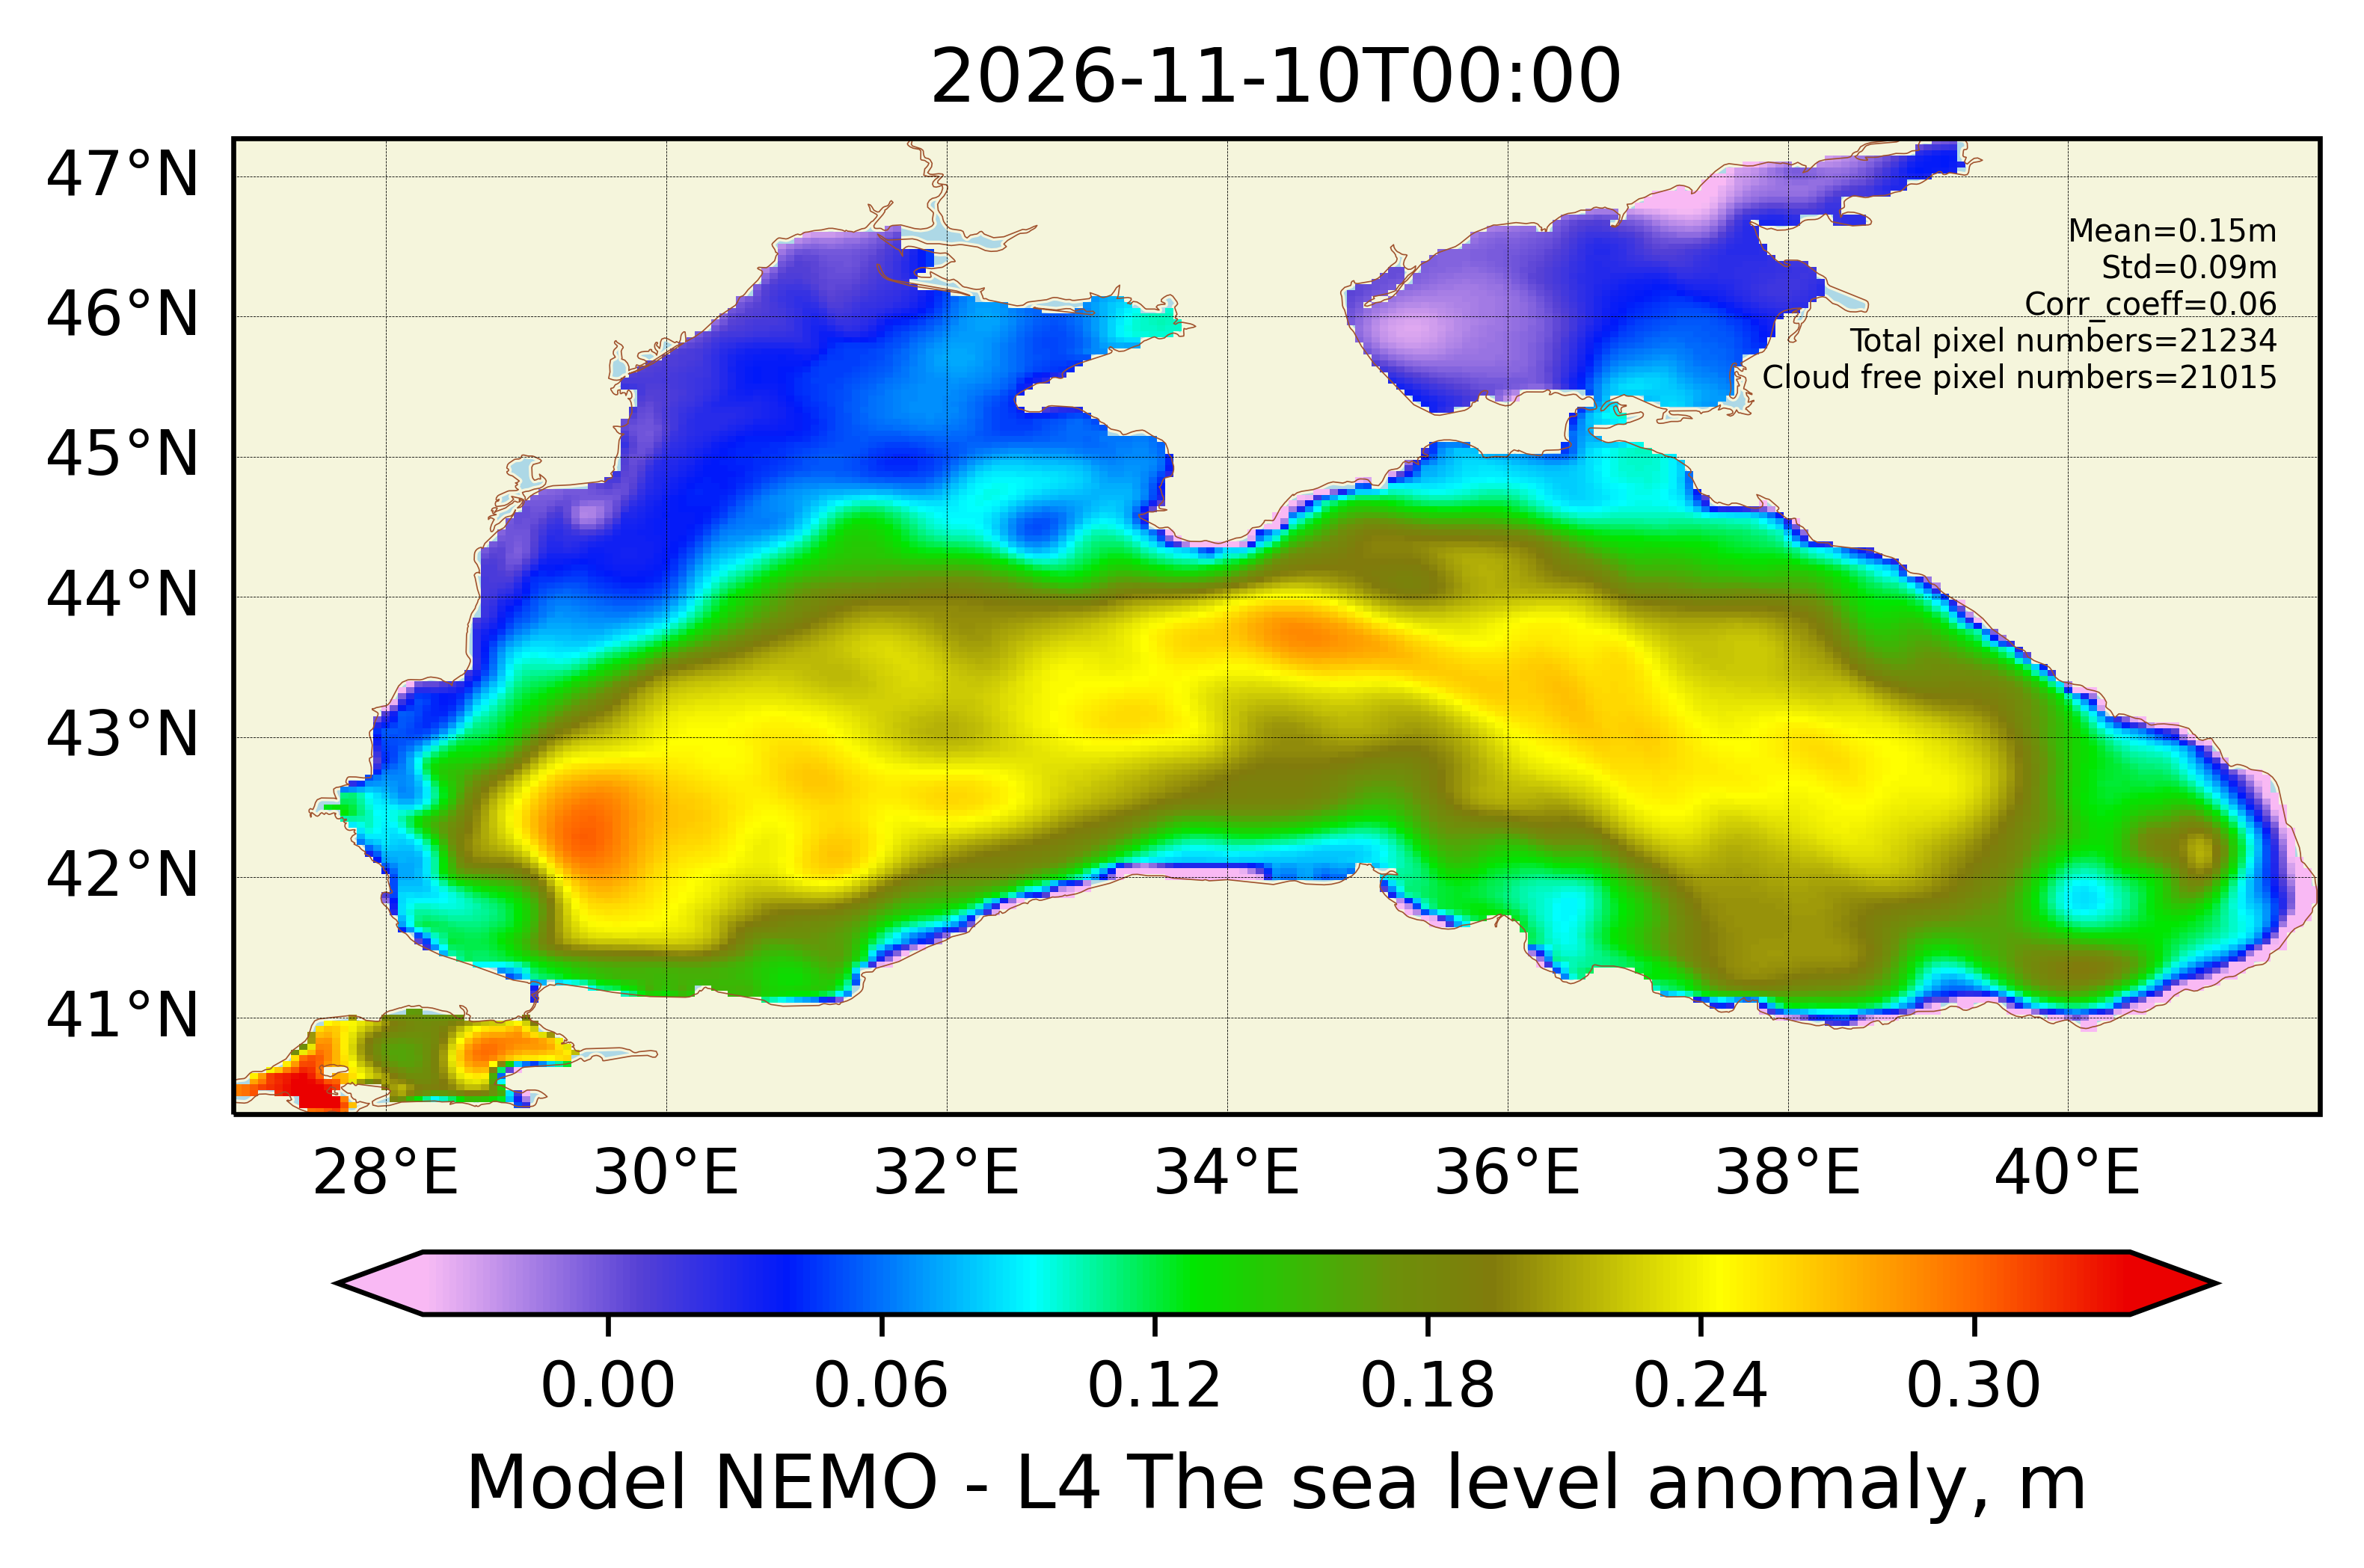 2026-11-10T00:00
47°N
46°N
45°N
44°N
43°N
42°N
41°N
Mean=0.15m
Std=0.09m
Corr_coeff=0.06
Total pixel numbers=21234
Cloud free pixel numbers=21015
28°E 30°E 32°E 34°E 36°E 38°E 40°E
0.00 0.06 0.12 0.18 0.24 0.30
Model NEMO - L4 The sea level anomaly, m